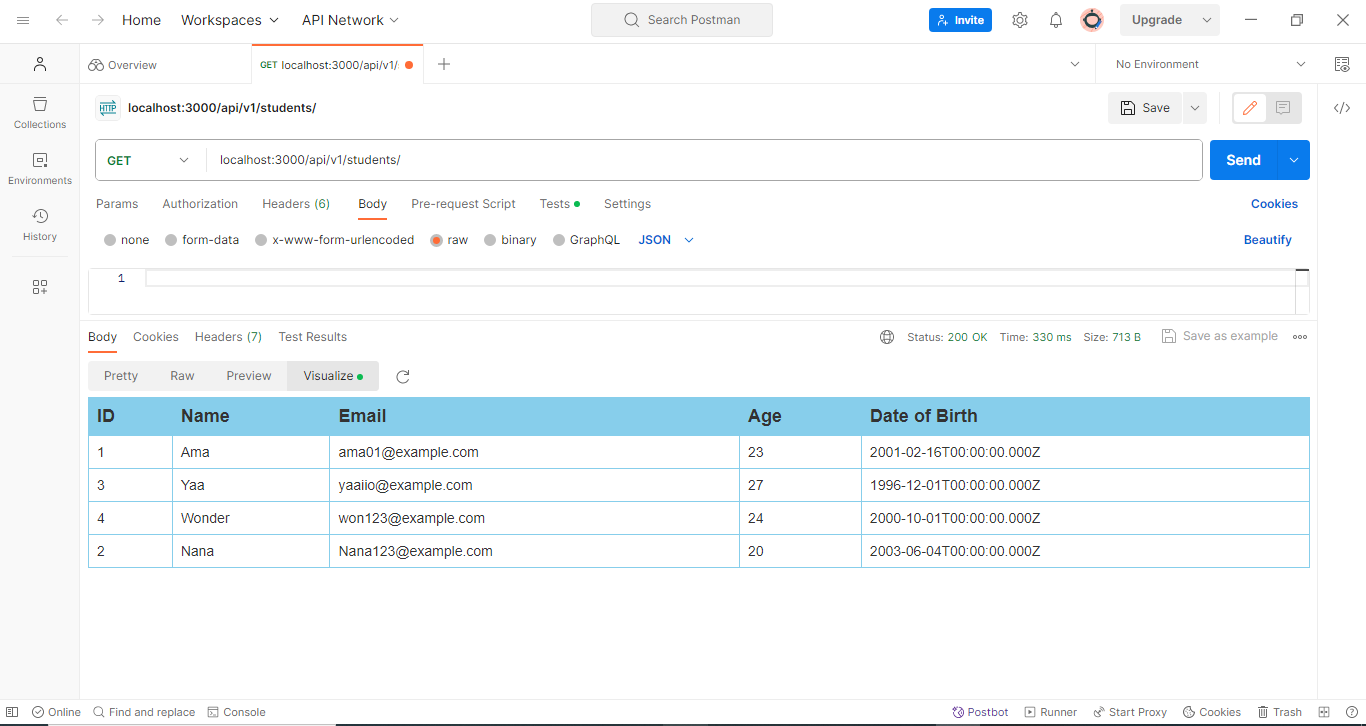 Home Workspaces API Network Search Postman Invite Upgrade
Overview GET localhost:3000/api/v1/ No Environment
HTTP localhost:3000/api/v1/students/ Save
Collections
GET localhost:3000/api/v1/students/ Send
Environments
Params Authorization Headers (6) Body Pre-request Script Tests Settings Cookies
History
none form-data x-www-form-urlencoded raw binary GraphQL JSON Beautify
1
Body Cookies Headers (7) Test Results Status: 200 OK Time: 330 ms Size: 713 B Save as example
Pretty Raw Preview Visualize
ID Name Email Age Date of Birth
1 Ama ama01@example.com 23 2001-02-16T00:00:00.000Z
3 Yaa yaaiio@example.com 27 1996-12-01T00:00:00.000Z
4 Wonder won123@example.com 24 2000-10-01T00:00:00.000Z
2 Nana Nana123@example.com 20 2003-06-04T00:00:00.000Z
Online Find and replace Console Postbot Runner Start Proxy Cookies Trash